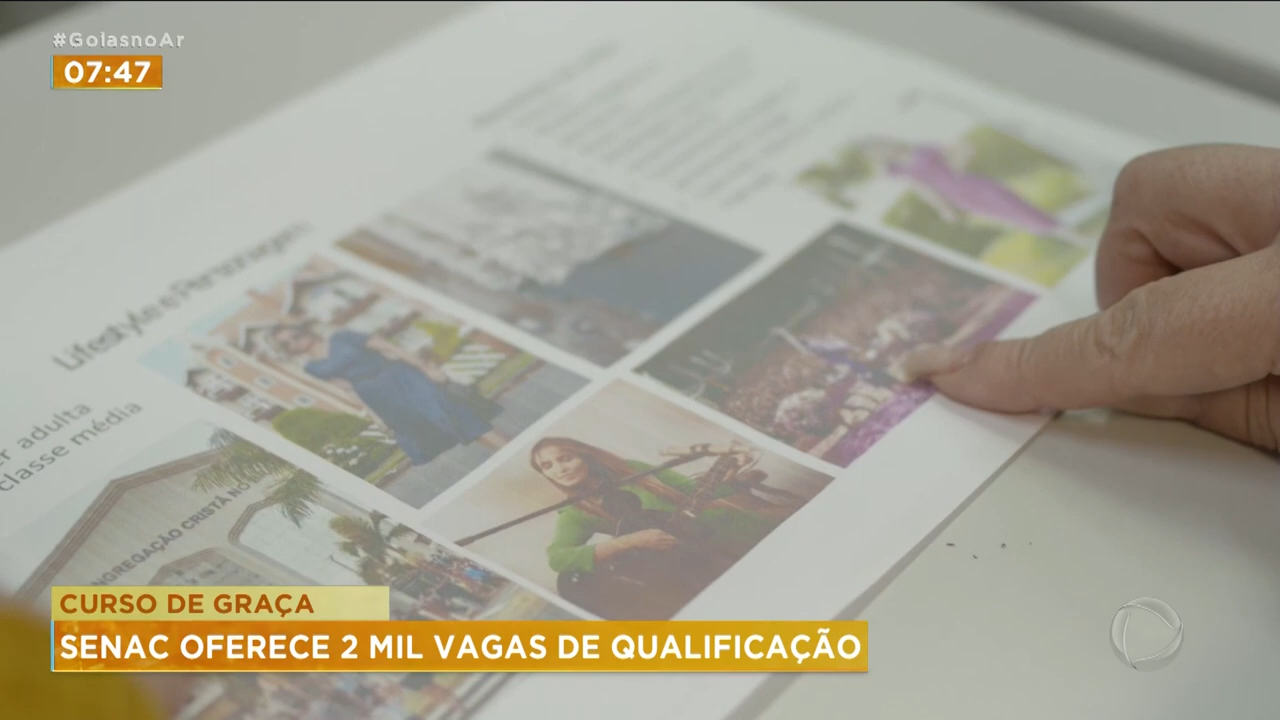 #GoiasnoAr
07:47
Lifestyle e Personagem
er adulta
classe média
NGREGAÇÃO CRISTÃ NO
CURSO DE GRAÇA
SENAC OFERECE 2 MIL VAGAS DE QUALIFICAÇÃO